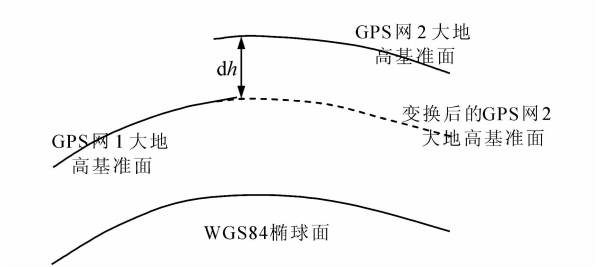 GPS网2大地
高基准面
dh
变换后的GPS网2
大地高基准面
GPS网1大地
高基准面
WGS84椭球面